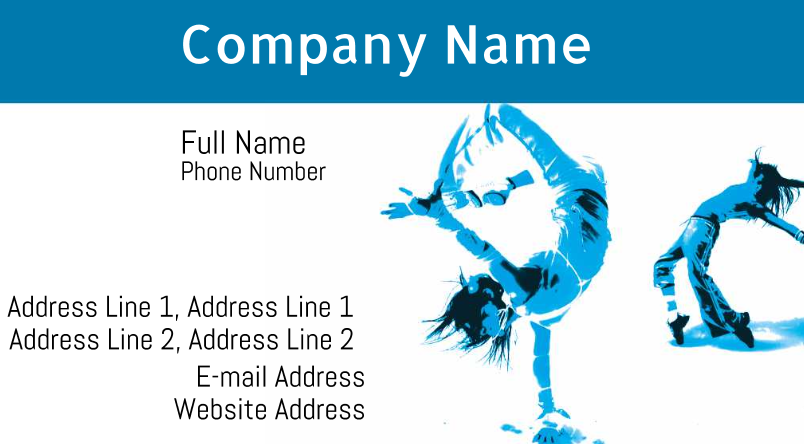 Company Name
Full Name
Phone Number
Address Line 1, Address Line 1
Address Line 2, Address Line 2
E-mail Address
Website Address